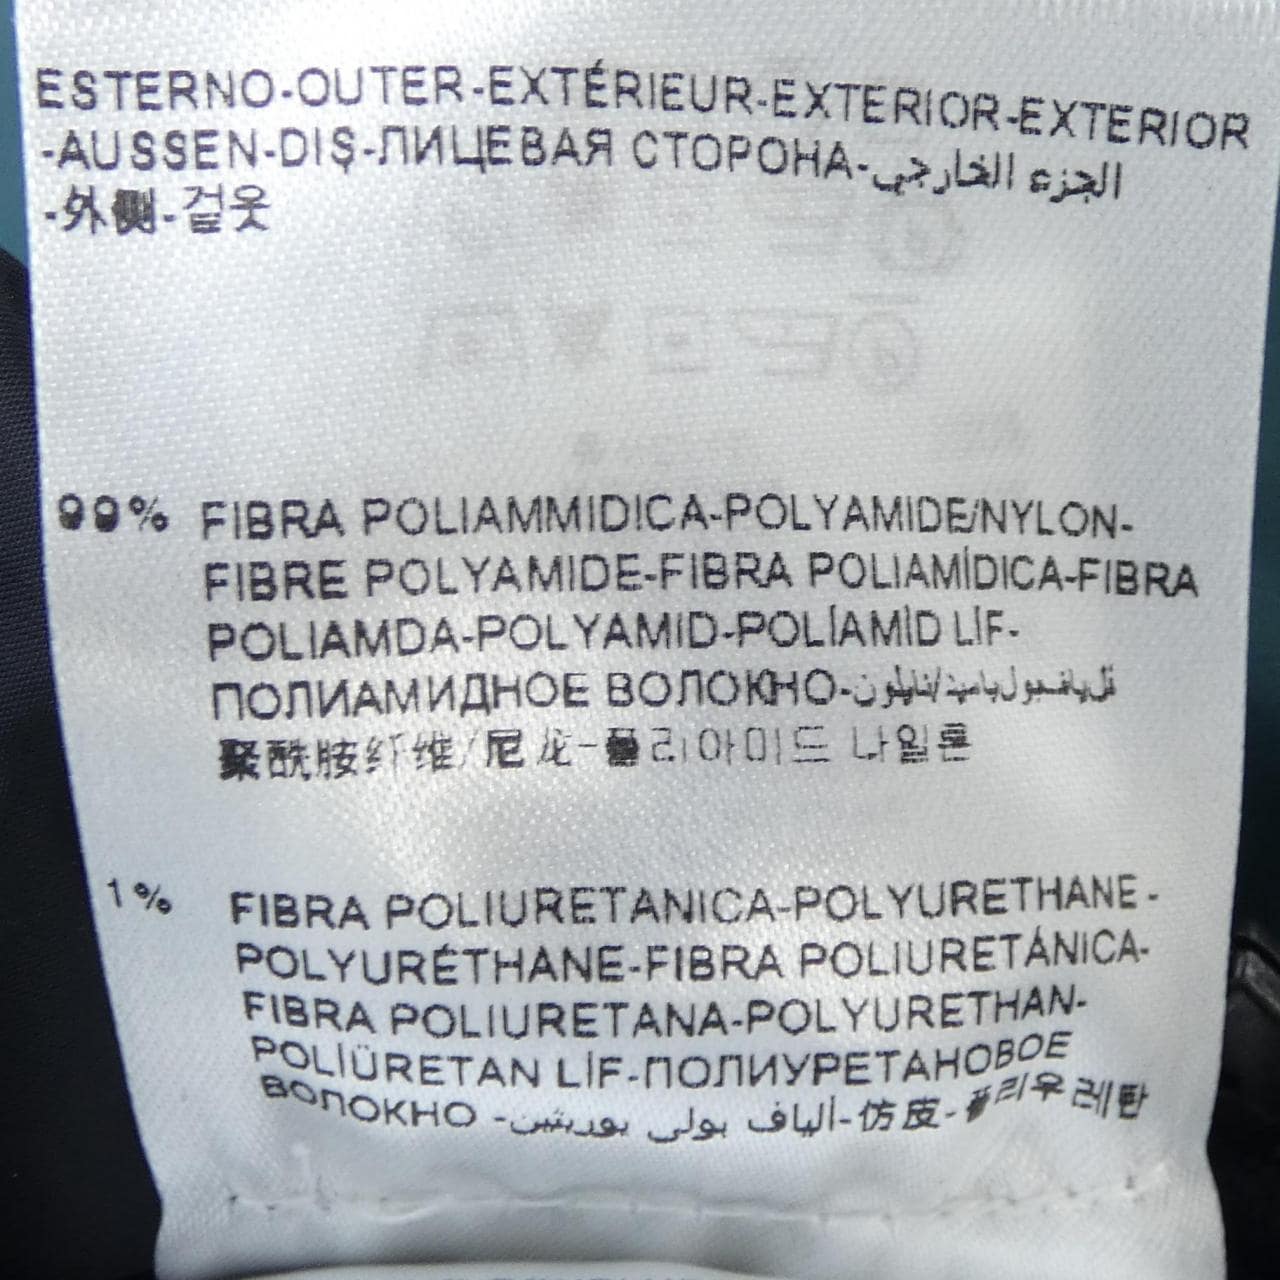 ESTERNO-OUTER-EXTÉRIEUR-EXTERIOR-EXTERIOR
-AUSSEN-DIŞ-ЛИЦЕВАЯ СТОРОНА-الجزء الخارجي
-外侧-겉옷
99% FIBRA POLIAMMIDICA-POLYAMIDE/NYLON-
FIBRE POLYAMIDE-FIBRA POLIAMÍDICA-FIBRA
POLIAMDA-POLYAMID-POLİAMİD LİF-
ПОЛИАМИДНОЕ ВОЛОКНО-
聚酰胺纤维/尼龙-폴리아미드 나일론
1% FIBRA POLIURETANICA-POLYURETHANE-
POLYURÉTHANE-FIBRA POLIURETÁNICA-
FIBRA POLIURETANA-POLYURETHAN-
POLİÜRETAN LİF-ПОЛИУРЕТАНОВОЕ
ВОЛОКНО-ألياف بولي -仿皮-폴리우레탄